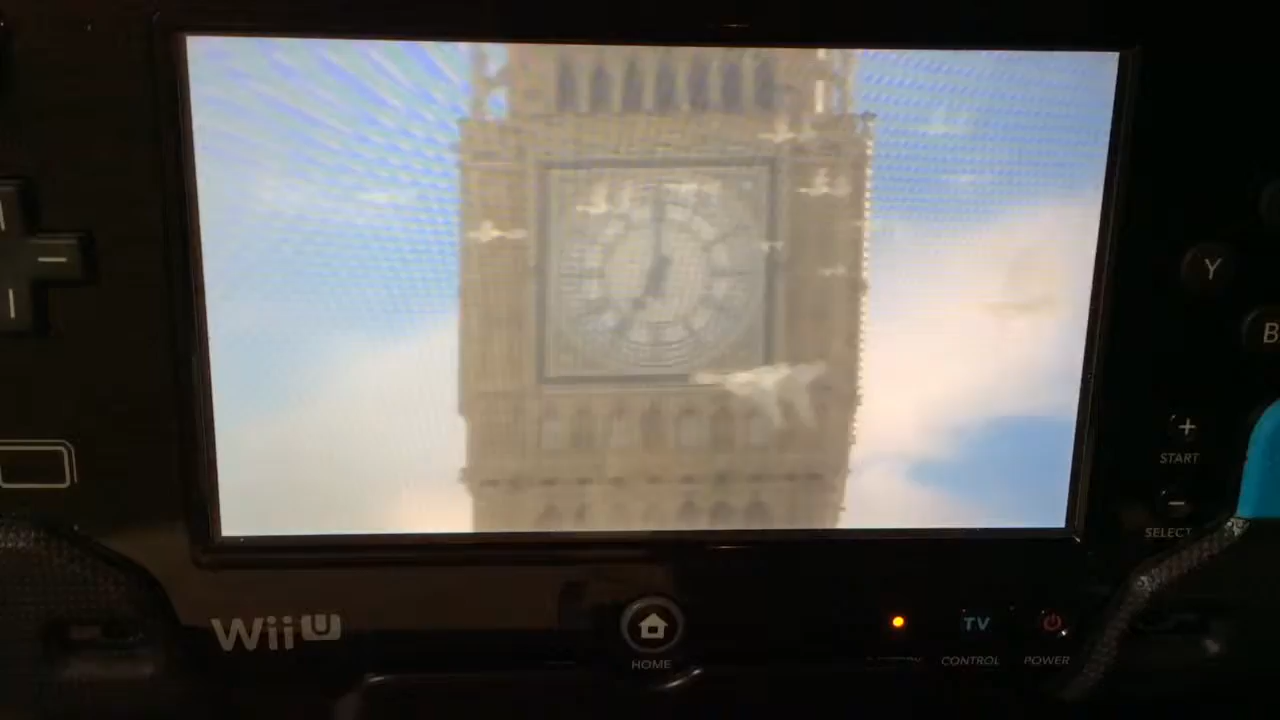 Y
B
+
START
-
SELECT
WiiU
HOME
TV
CONTROL
POWER